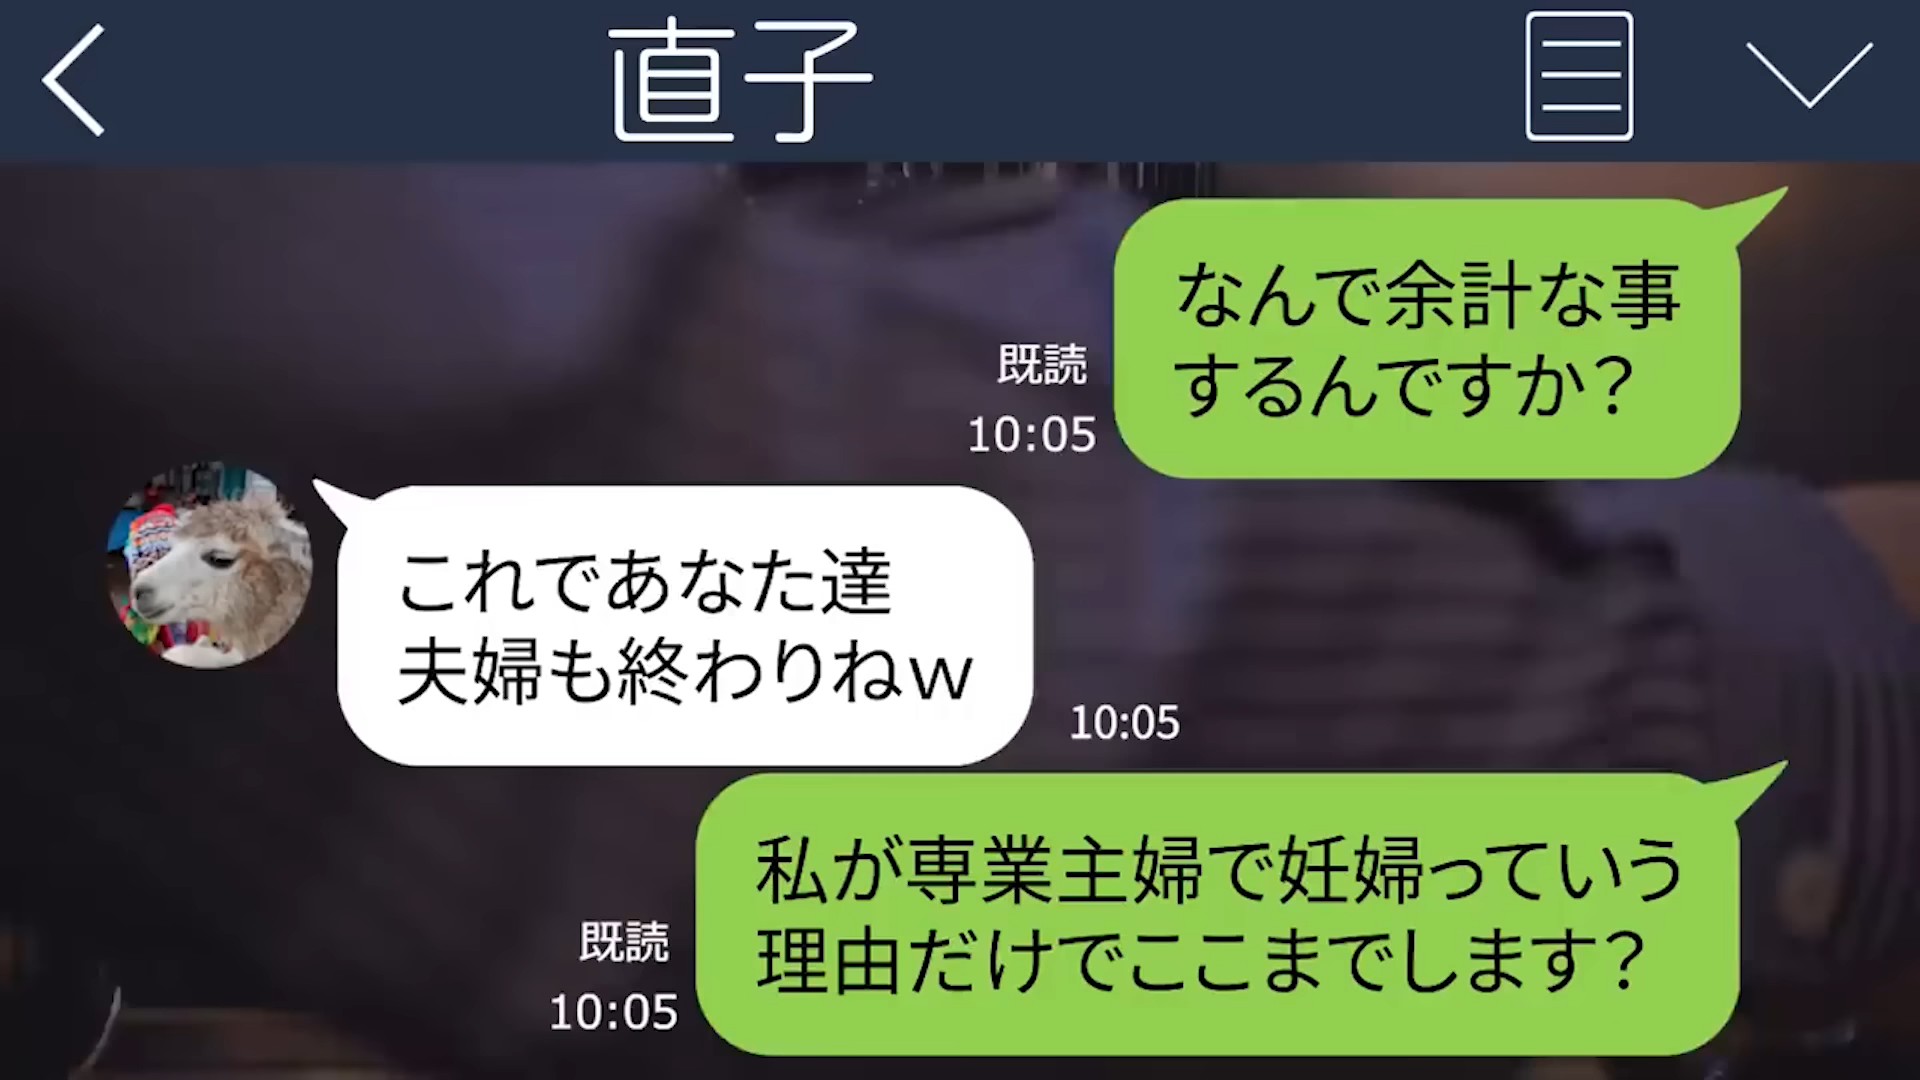 直子
なんで余計な事
するんですか？
既読
10:05
これであなた達
夫婦も終わりねｗ
10:05
私が専業主婦で妊婦っていう
理由だけでここまでします？
既読
10:05